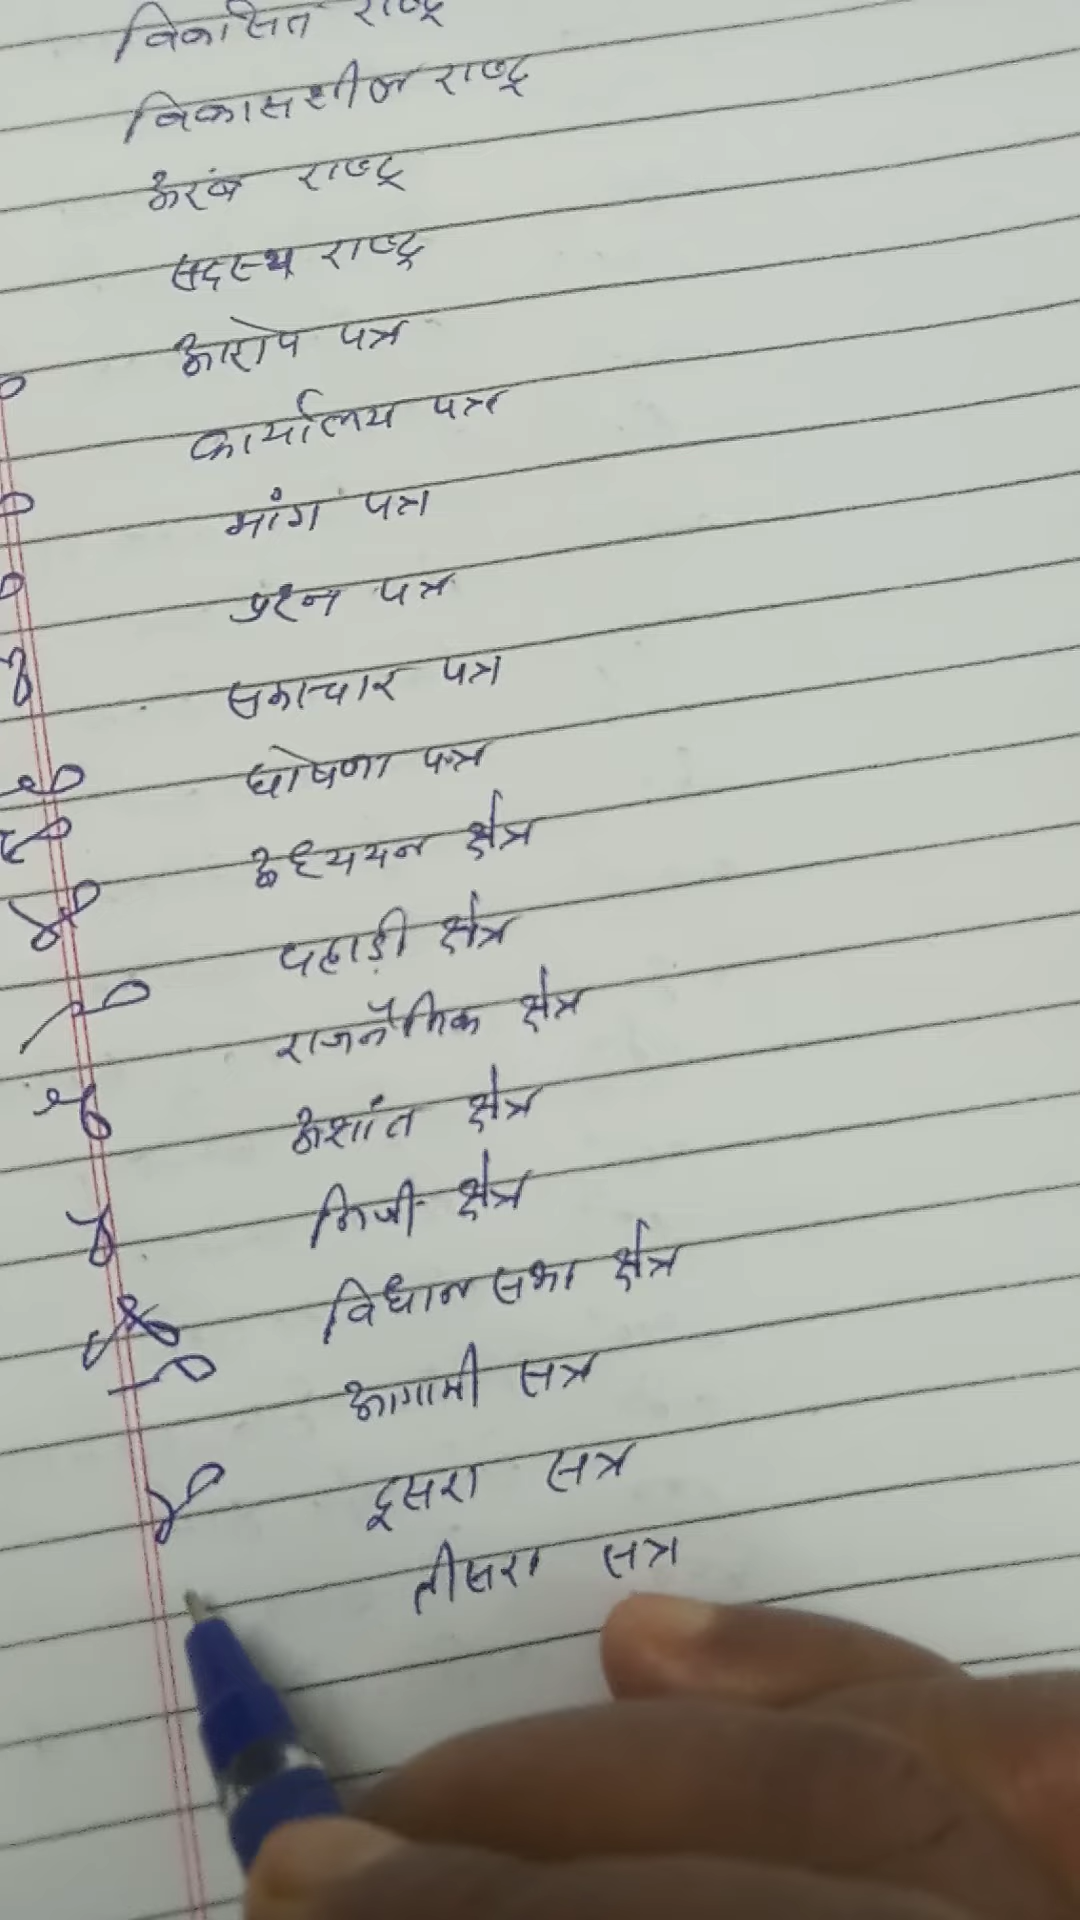 विकासित राष्ट्र
विकासशील राष्ट्र
अरब राष्ट्र
सदस्य राष्ट्र
आरोप पत्र
कार्यालय पत्र
मांग पत्र
प्रश्न पत्र
समाचार पत्र
घोषणा पत्र
अध्ययन क्षेत्र
पहाड़ी क्षेत्र
राजनैतिक क्षेत्र
अशांत क्षेत्र
निजी क्षेत्र
विधान सभा क्षेत्र
आगामी सत्र
दूसरा सत्र
तीसरा सत्र